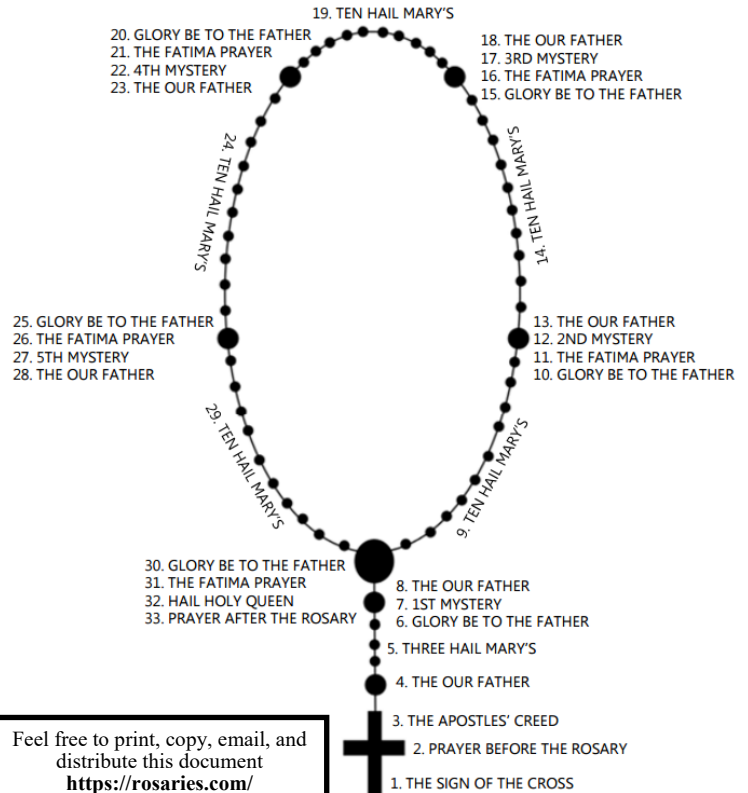 19. TEN HAIL MARY'S
20. GLORY BE TO THE FATHER
21. THE FATIMA PRAYER
22. 4TH MYSTERY
23. THE OUR FATHER
18. THE OUR FATHER
17. 3RD MYSTERY
16. THE FATIMA PRAYER
15. GLORY BE TO THE FATHER
24. TEN HAIL MARY'S
14. TEN HAIL MARY'S
25. GLORY BE TO THE FATHER
26. THE FATIMA PRAYER
27. 5TH MYSTERY
28. THE OUR FATHER
13. THE OUR FATHER
12. 2ND MYSTERY
11. THE FATIMA PRAYER
10. GLORY BE TO THE FATHER
29. TEN HAIL MARY'S
9. TEN HAIL MARY'S
30. GLORY BE TO THE FATHER
31. THE FATIMA PRAYER
32. HAIL HOLY QUEEN
33. PRAYER AFTER THE ROSARY
8. THE OUR FATHER
7. 1ST MYSTERY
6. GLORY BE TO THE FATHER
5. THREE HAIL MARY'S
4. THE OUR FATHER
3. THE APOSTLES' CREED
2. PRAYER BEFORE THE ROSARY
1. THE SIGN OF THE CROSS
Feel free to print, copy, email, and
distribute this document
https://rosaries.com/